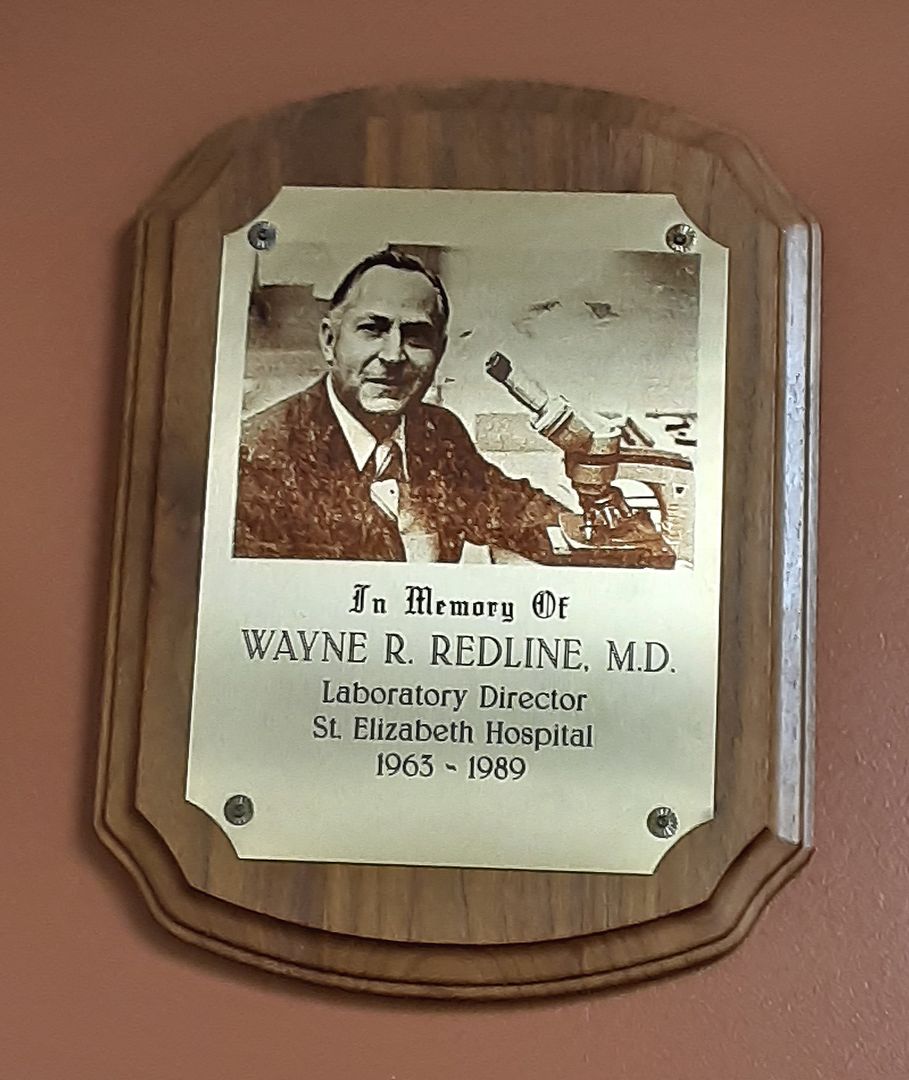 In Memory Of
WAYNE R. REDLINE, M.D.
Laboratory Director
St. Elizabeth Hospital
1963 - 1989